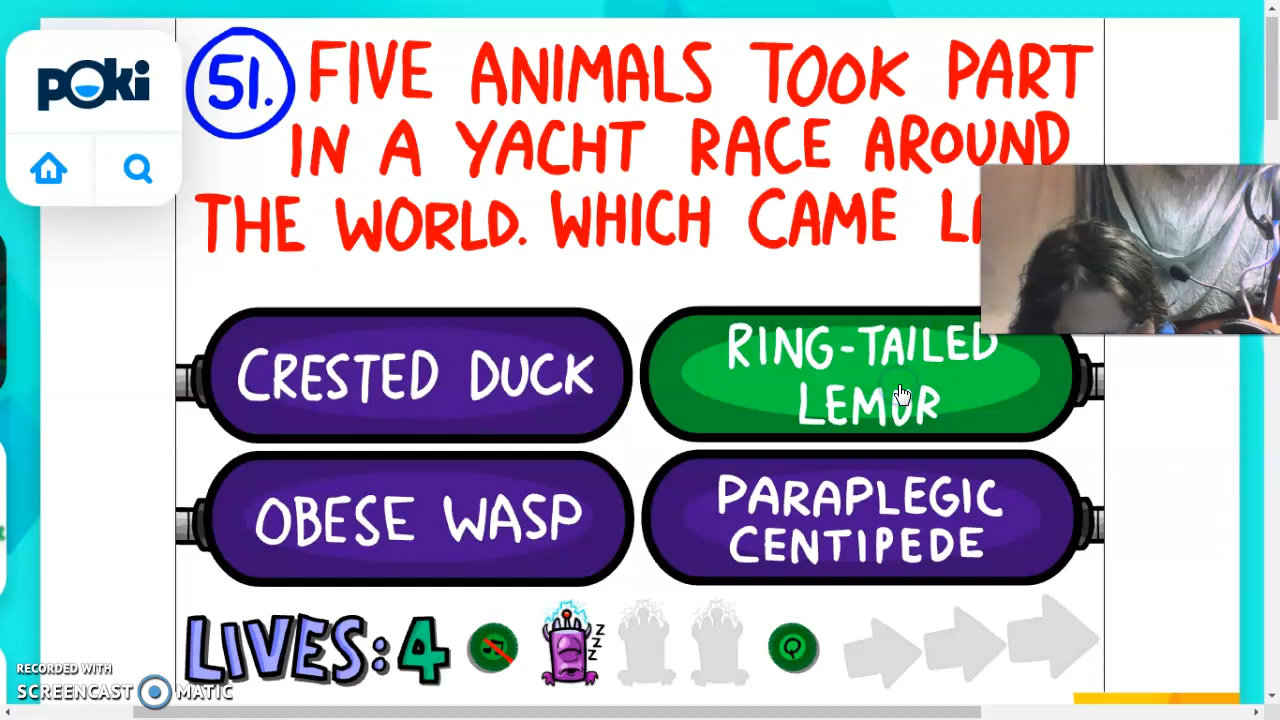 poki
51. FIVE ANIMALS TOOK PART
IN A YACHT RACE AROUND
THE WORLD. WHICH CAME
CRESTED DUCK
RING-TAILED
LEMUR
OBESE WASP
PARAPLEGIC
CENTIPEDE
LIVES: 4
Z
Z
Z
Q
RECORDED WITH
SCREENCAST MATIC